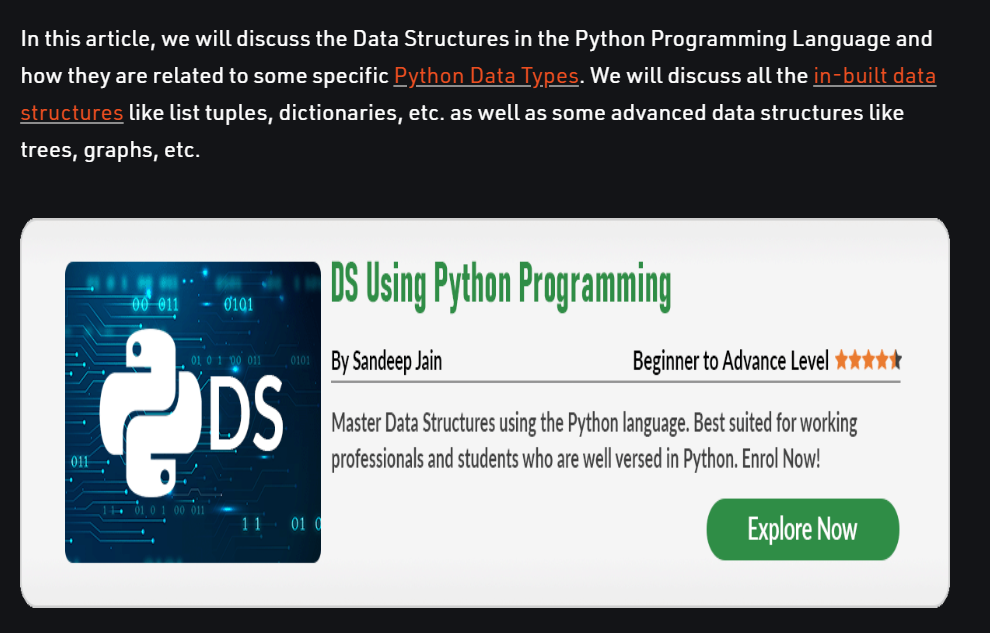 In this article, we will discuss the Data Structures in the Python Programming Language and
how they are related to some specific Python Data Types. We will discuss all the in-built data
structures like list tuples, dictionaries, etc. as well as some advanced data structures like
trees, graphs, etc.
DS Using Python Programming
By Sandeep Jain
Beginner to Advance Level
Master Data Structures using the Python language. Best suited for working
professionals and students who are well versed in Python. Enrol Now!
Explore Now
00 011 0101
01 0 1 00 011 0101
DS
011
11 01 0 1 00 011
11 01 0